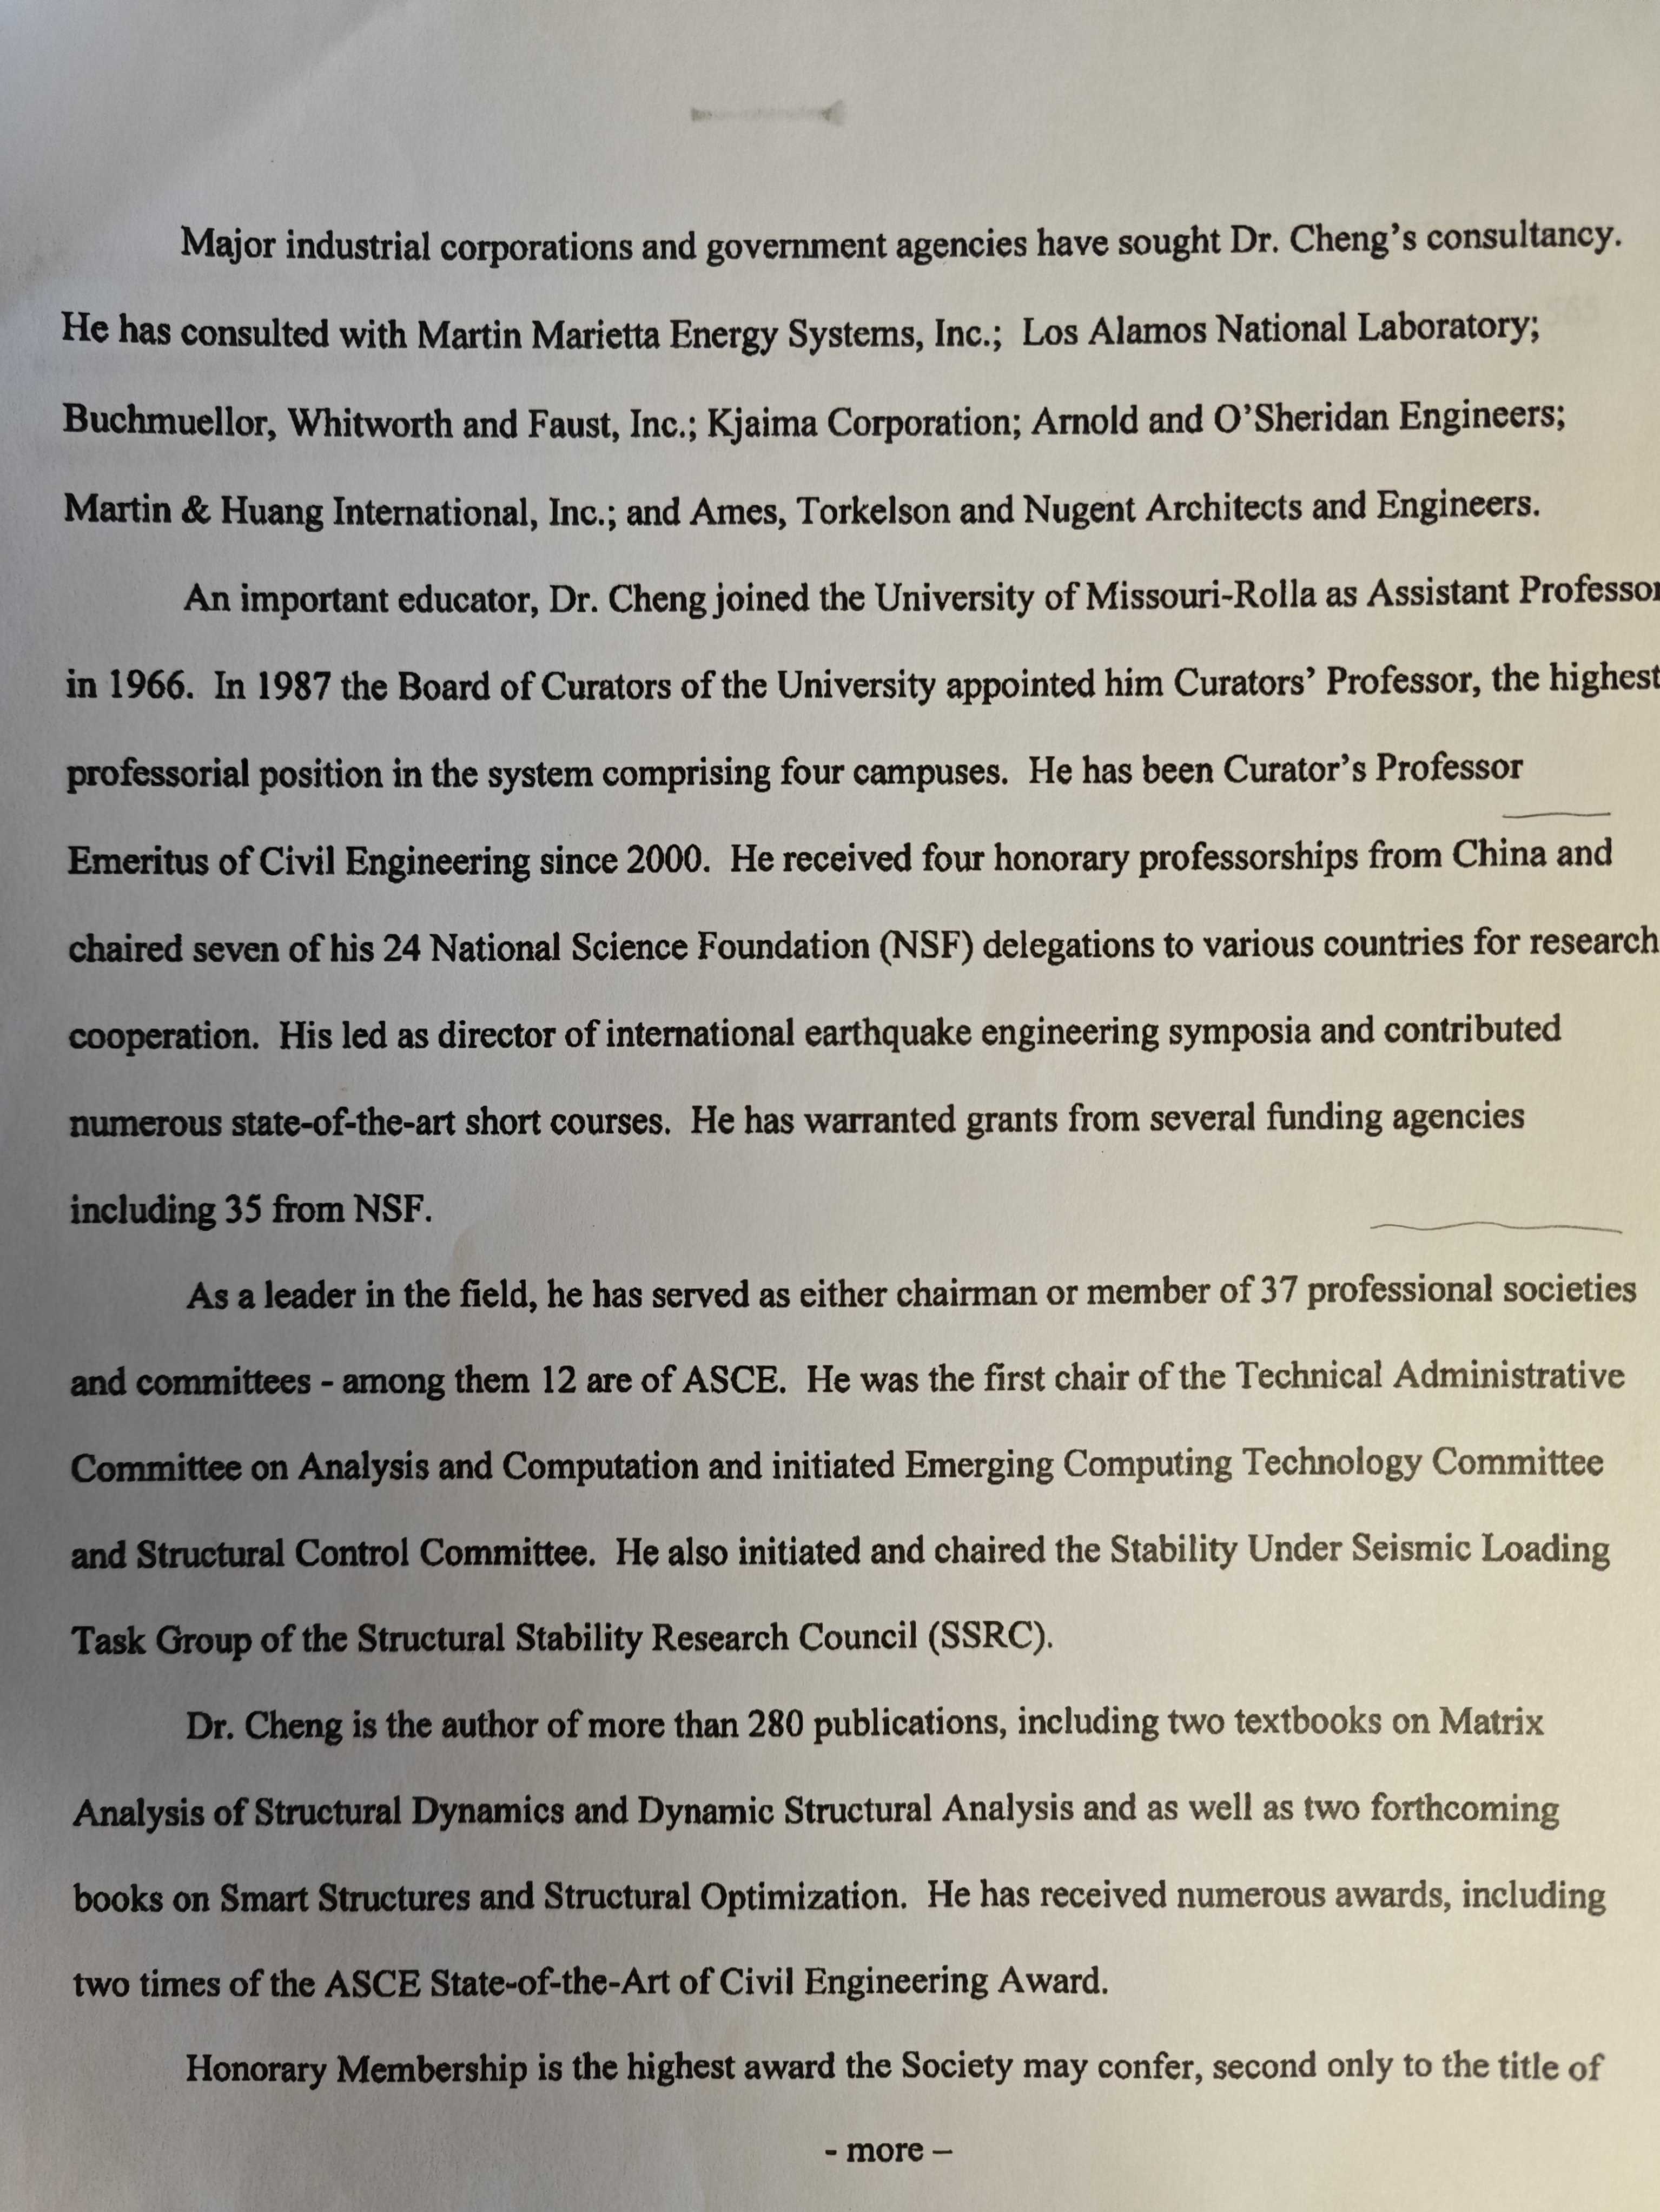 Major industrial corporations and government agencies have sought Dr. Cheng's consultancy.
He has consulted with Martin Marietta Energy Systems, Inc.;  Los Alamos National Laboratory;
Buchmuellor, Whitworth and Faust, Inc.; Kjaima Corporation; Arnold and O'Sheridan Engineers;
Martin & Huang International, Inc.; and Ames, Torkelson and Nugent Architects and Engineers.
An important educator, Dr. Cheng joined the University of Missouri-Rolla as Assistant Professor
in 1966.  In 1987 the Board of Curators of the University appointed him Curators' Professor, the highest
professorial position in the system comprising four campuses.  He has been Curator's Professor
Emeritus of Civil Engineering since 2000.  He received four honorary professorships from China and
chaired seven of his 24 National Science Foundation (NSF) delegations to various countries for research
cooperation.  His led as director of international earthquake engineering symposia and contributed
numerous state-of-the-art short courses.  He has warranted grants from several funding agencies
including 35 from NSF.
As a leader in the field, he has served as either chairman or member of 37 professional societies
and committees - among them 12 are of ASCE.  He was the first chair of the Technical Administrative
Committee on Analysis and Computation and initiated Emerging Computing Technology Committee
and Structural Control Committee.  He also initiated and chaired the Stability Under Seismic Loading
Task Group of the Structural Stability Research Council (SSRC).
Dr. Cheng is the author of more than 280 publications, including two textbooks on Matrix
Analysis of Structural Dynamics and Dynamic Structural Analysis and as well as two forthcoming
books on Smart Structures and Structural Optimization.  He has received numerous awards, including
two times of the ASCE State-of-the-Art of Civil Engineering Award.
Honorary Membership is the highest award the Society may confer, second only to the title of
- more –